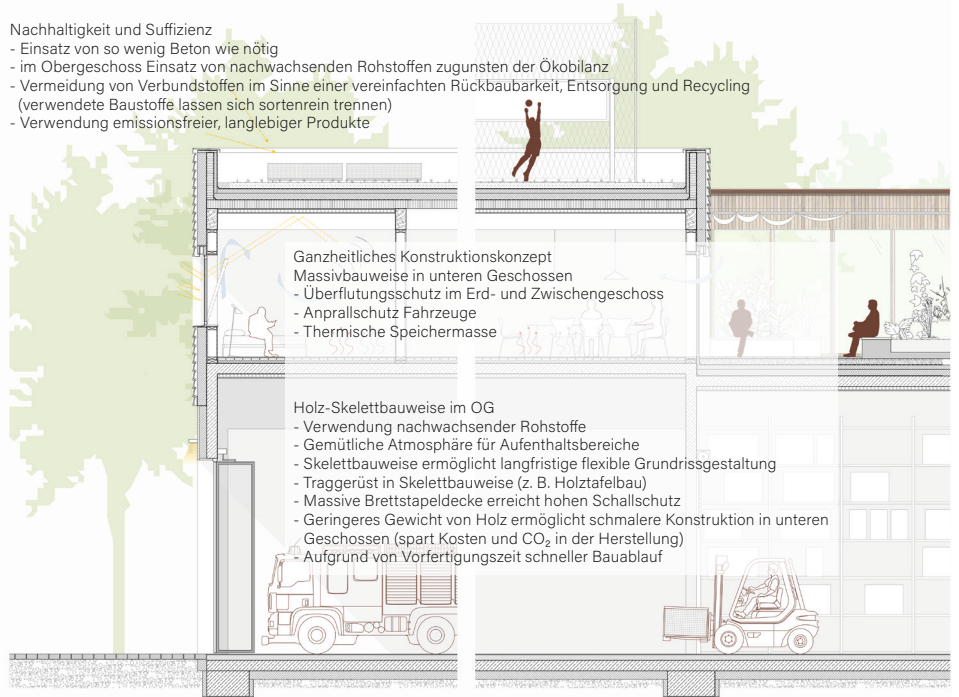 Nachhaltigkeit und Suffizienz
- Einsatz von so wenig Beton wie nötig
- im Obergeschoss Einsatz von nachwachsenden Rohstoffen zugunsten der Ökobilanz
- Vermeidung von Verbundstoffen im Sinne einer vereinfachten Rückbaubarkeit, Entsorgung und Recycling
(verwendete Baustoffe lassen sich sortenrein trennen)
- Verwendung emissionsfreier, langlebiger Produkte
Ganzheitliches Konstruktionskonzept
Massivbauweise in unteren Geschossen
- Überflutungsschutz im Erd- und Zwischengeschoss
- Anprallschutz Fahrzeuge
- Thermische Speichermasse
Holz-Skelettbauweise im OG
- Verwendung nachwachsender Rohstoffe
- Gemütliche Atmosphäre für Aufenthaltsbereiche
- Skelettbauweise ermöglicht langfristige flexible Grundrissgestaltung
- Traggerüst in Skelettbauweise (z. B. Holztafelbau)
- Massive Brettstapeldecke erreicht hohen Schallschutz
- Geringeres Gewicht von Holz ermöglicht schmalere Konstruktion in unteren
Geschossen (spart Kosten und CO₂ in der Herstellung)
- Aufgrund von Vorfertigungszeit schneller Bauablauf